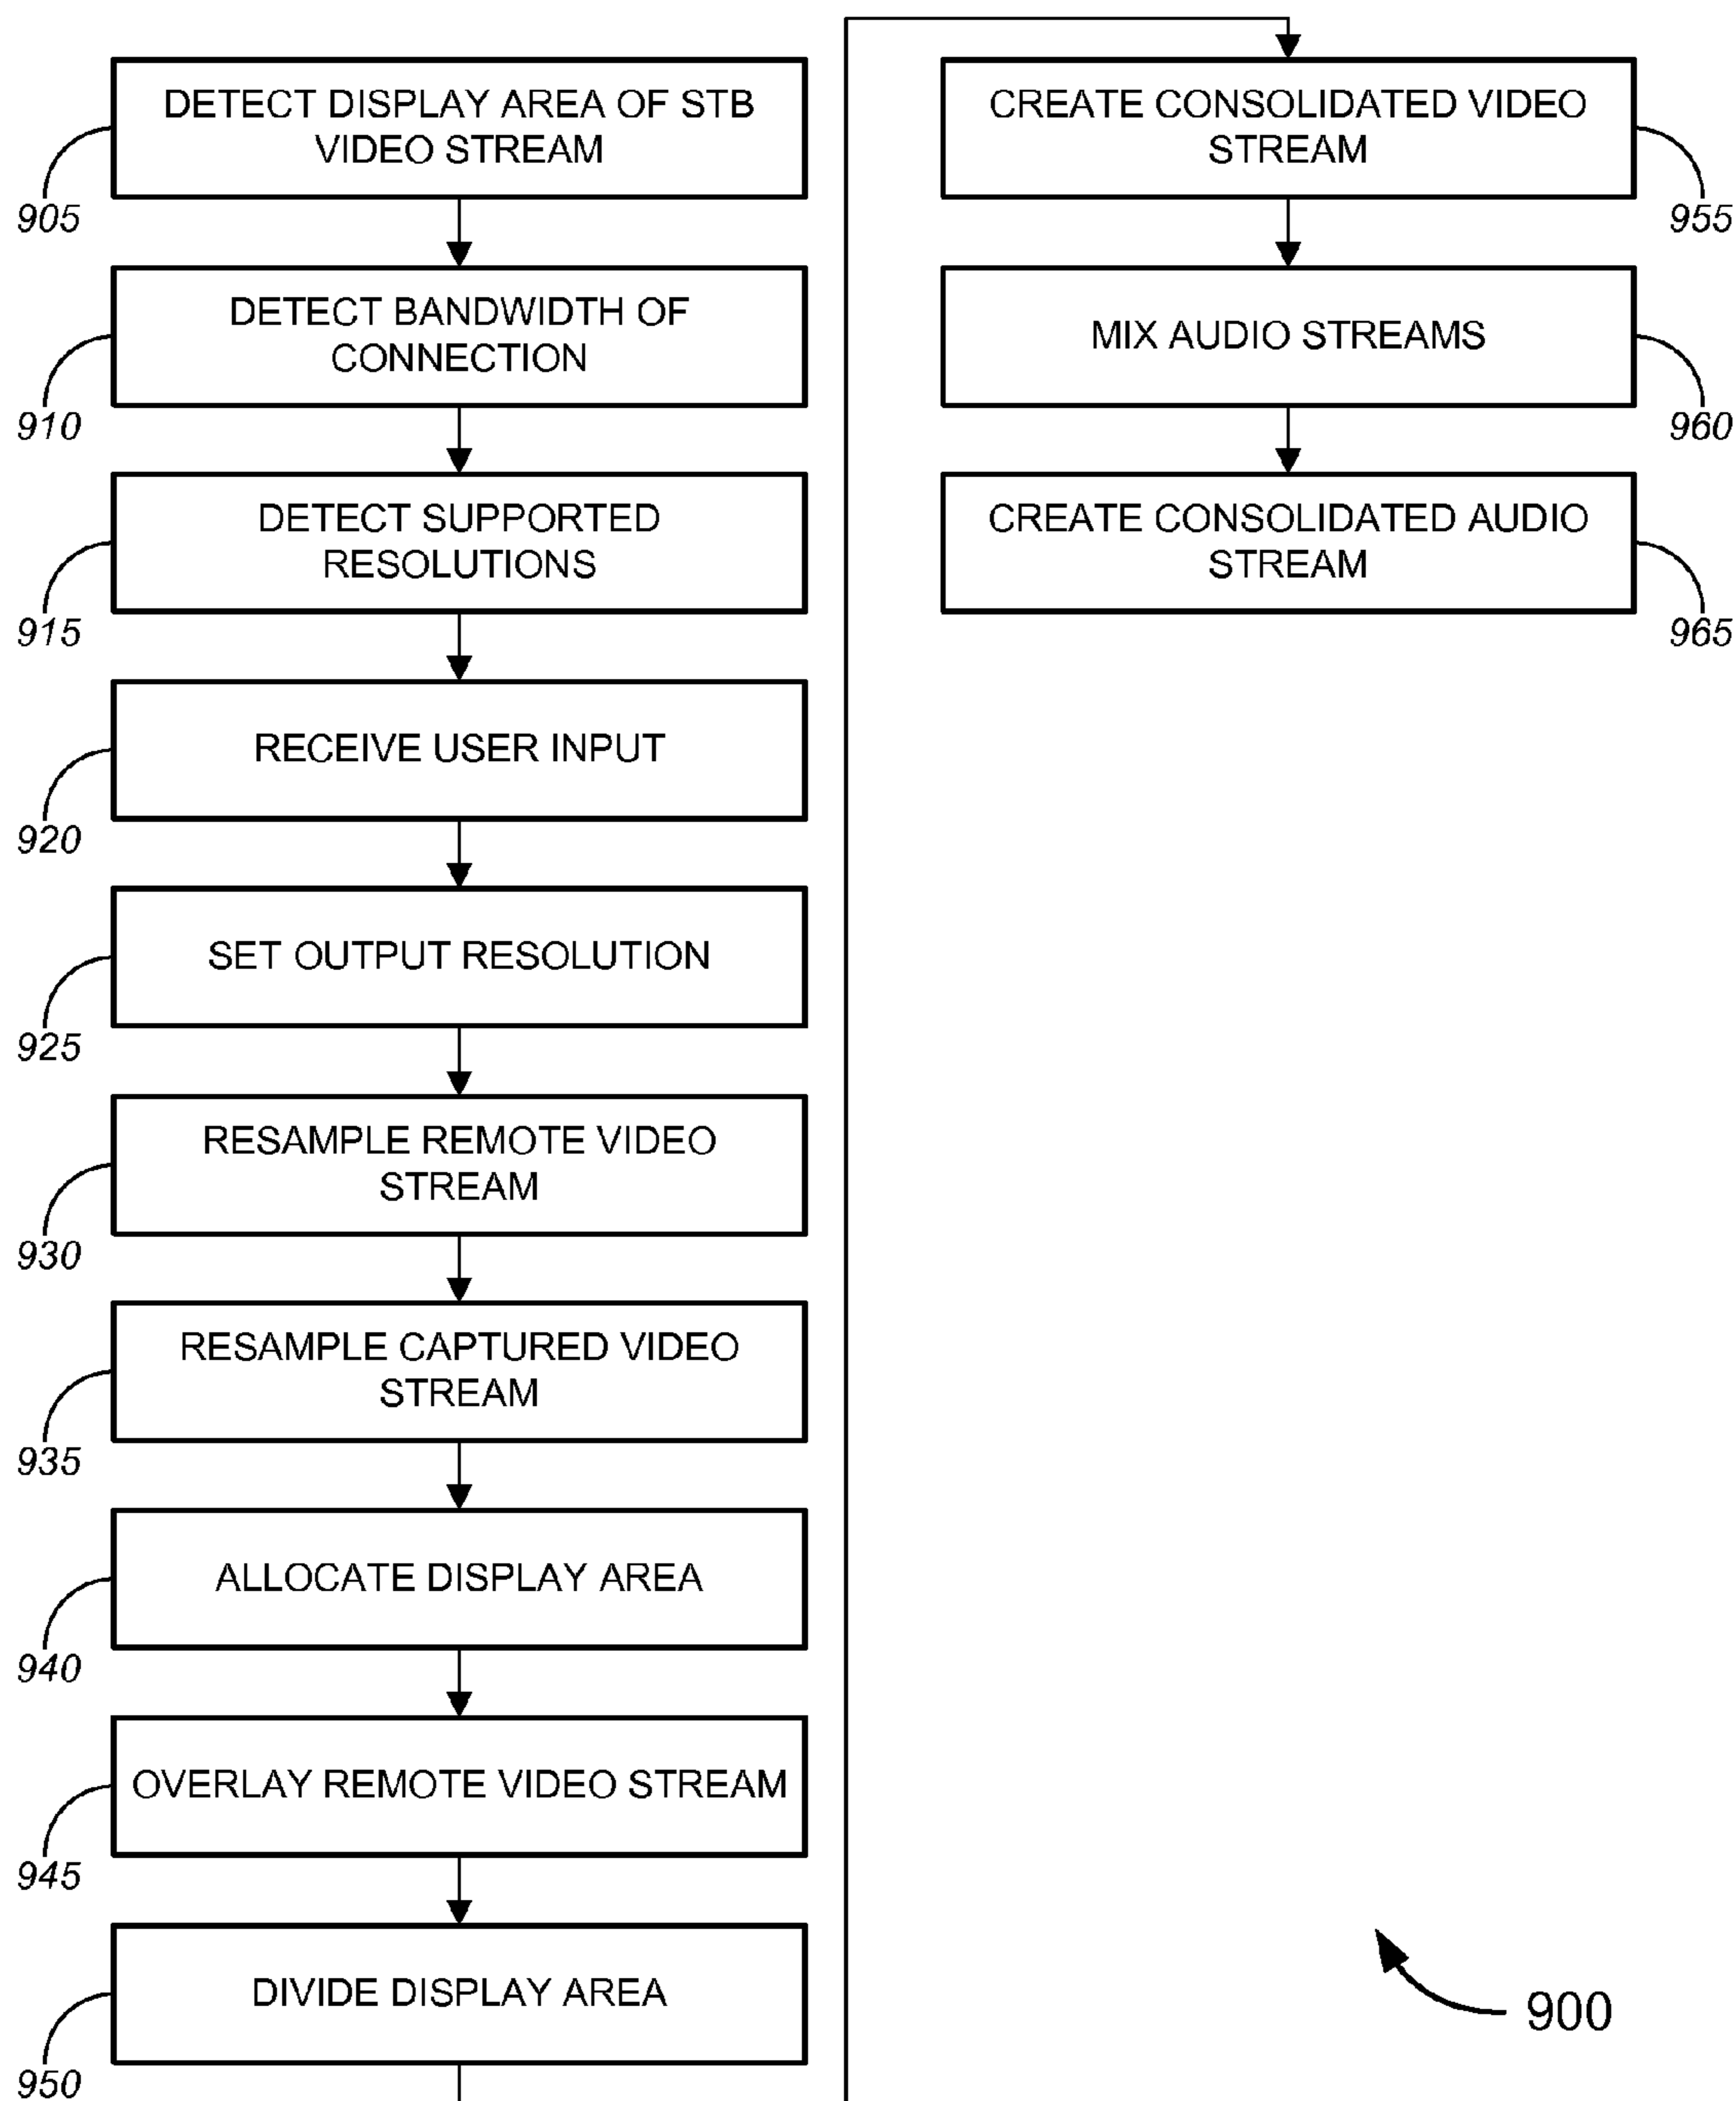 DETECT DISPLAY AREA OF STB
VIDEO STREAM
905
DETECT BANDWIDTH OF
CONNECTION
910
DETECT SUPPORTED
RESOLUTIONS
915
RECEIVE USER INPUT
920
SET OUTPUT RESOLUTION
925
RESAMPLE REMOTE VIDEO
STREAM
930
RESAMPLE CAPTURED VIDEO
STREAM
935
ALLOCATE DISPLAY AREA
940
OVERLAY REMOTE VIDEO STREAM
945
DIVIDE DISPLAY AREA
950
CREATE CONSOLIDATED VIDEO
STREAM
955
MIX AUDIO STREAMS
960
CREATE CONSOLIDATED AUDIO
STREAM
965
900